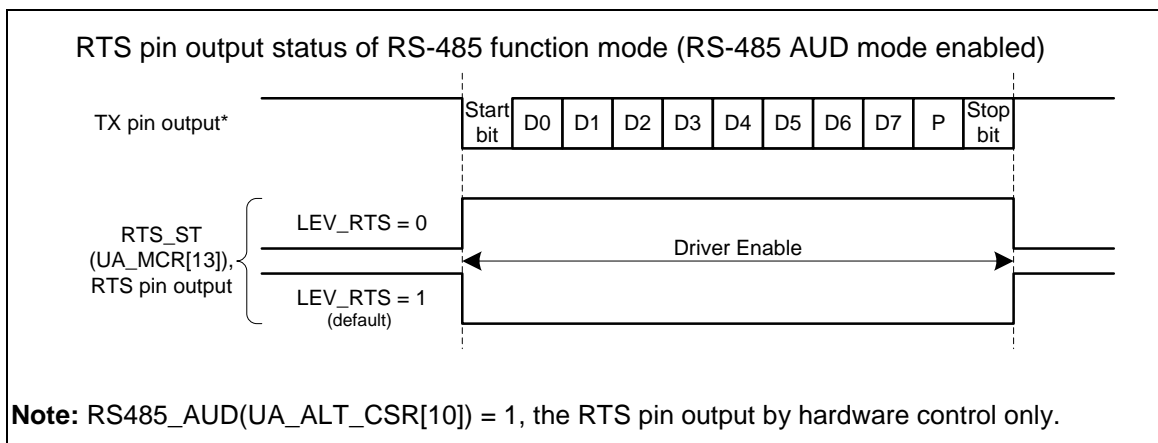 RTS pin output status of RS-485 function mode (RS-485 AUD mode enabled)
TX pin output*
Start bit
D0
D1
D2
D3
D4
D5
D6
D7
P
Stop bit
RTS_ST
(UA_MCR[13]),
RTS pin output
LEV_RTS = 0
Driver Enable
LEV_RTS = 1
(default)
Note: RS485_AUD(UA_ALT_CSR[10]) = 1, the RTS pin output by hardware control only.